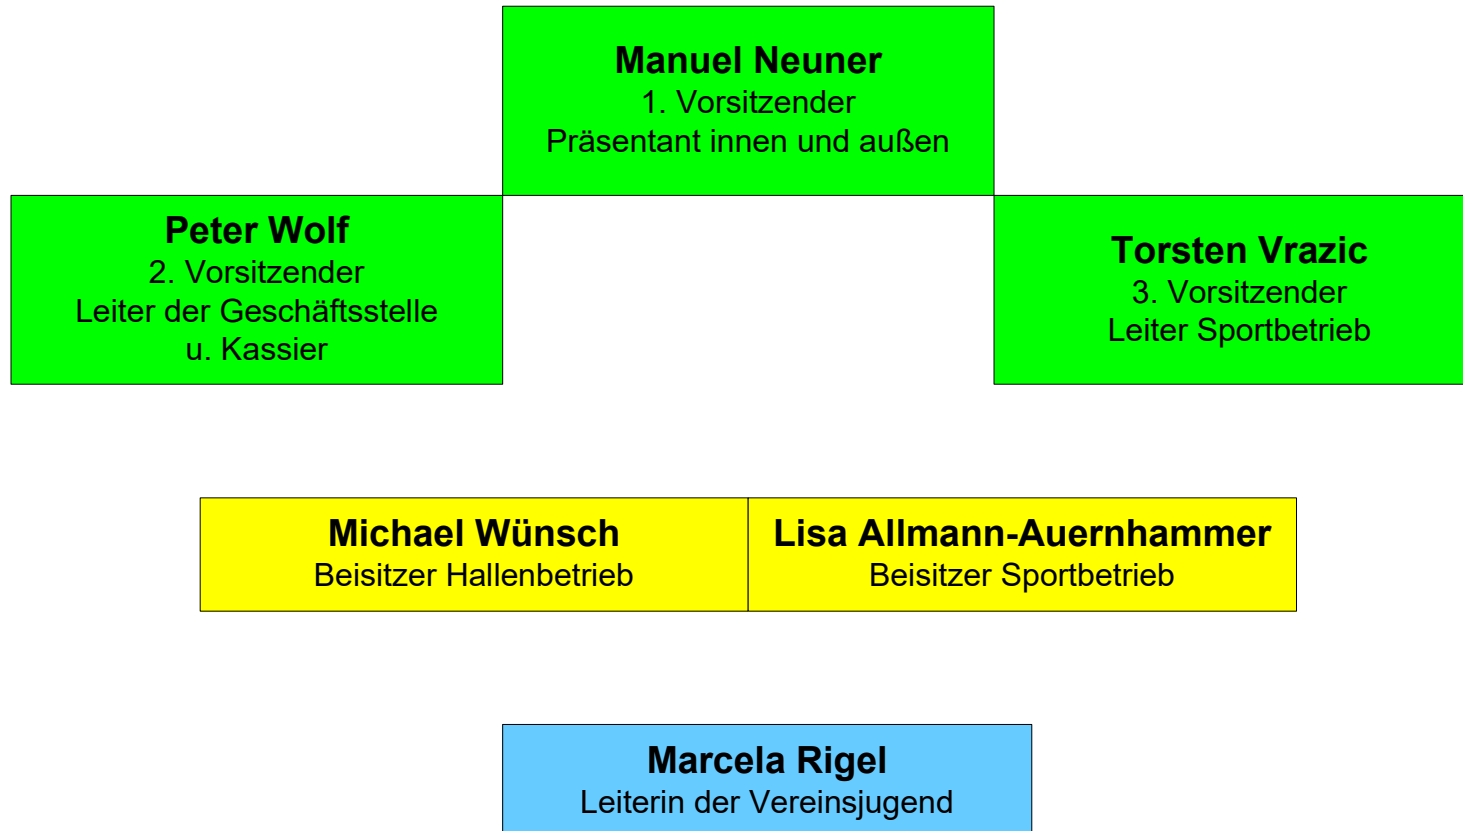 Manuel Neuner
1. Vorsitzender
Präsentant innen und außen
Peter Wolf
2. Vorsitzender
Leiter der Geschäftsstelle
u. Kassier
Torsten Vrazic
3. Vorsitzender
Leiter Sportbetrieb
Michael Wünsch
Beisitzer Hallenbetrieb
Lisa Allmann-Auernhammer
Beisitzer Sportbetrieb
Marcela Rigel
Leiterin der Vereinsjugend